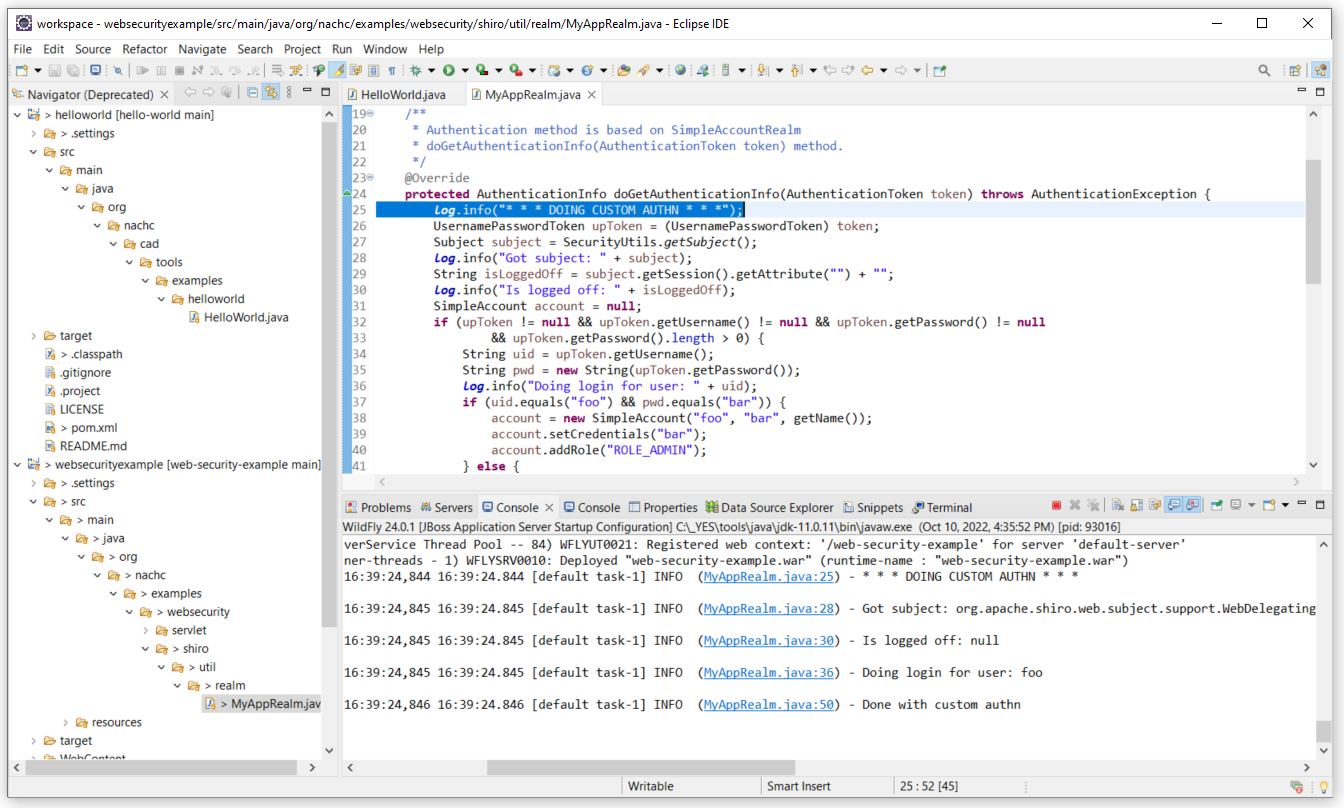 workspace - websecurityexample/src/main/java/org/nachc/examples/websecurity/shiro/util/realm/MyAppRealm.java - Eclipse IDE
File Edit Source Refactor Navigate Search Project Run Window Help
Navigator (Deprecated)
> helloworld [hello-world main]
> .settings
src
main
java
org
nachc
cad
tools
examples
helloworld
HelloWorld.java
target
> .classpath
.gitignore
.project
LICENSE
> pom.xml
README.md
> websecurityexample [web-security-example main]
> .settings
> src
> main
> java
> org
> nachc
> examples
> websecurity
servlet
> shiro
> util
> realm
> MyAppRealm.jav
resources
target
WebContent
HelloWorld.java MyAppRealm.java
19 /**
20 * Authentication method is based on SimpleAccountRealm
21 * doGetAuthenticationInfo(AuthenticationToken token) method.
22 */
23 @Override
24 protected AuthenticationInfo doGetAuthenticationInfo(AuthenticationToken token) throws AuthenticationException {
25 log.info("* * * DOING CUSTOM AUTHN * * *");
26 UsernamePasswordToken upToken = (UsernamePasswordToken) token;
27 Subject subject = SecurityUtils.getSubject();
28 log.info("Got subject: " + subject);
29 String isLoggedOff = subject.getSession().getAttribute("") + "";
30 log.info("Is logged off: " + isLoggedOff);
31 SimpleAccount account = null;
32 if (upToken != null && upToken.getUsername() != null && upToken.getPassword() != null
33 && upToken.getPassword().length > 0) {
34 String uid = upToken.getUsername();
35 String pwd = new String(upToken.getPassword());
36 log.info("Doing login for user: " + uid);
37 if (uid.equals("foo") && pwd.equals("bar")) {
38 account = new SimpleAccount("foo", "bar", getName());
39 account.setCredentials("bar");
40 account.addRole("ROLE_ADMIN");
41 } else {
Problems Servers Console Console Properties Data Source Explorer Snippets Terminal
WildFly 24.0.1 [JBoss Application Server Startup Configuration] C:\_YES\tools\java\jdk-11.0.11\bin\javaw.exe (Oct 10, 2022, 4:35:52 PM) [pid: 93016]
verService Thread Pool -- 84) WFLYUT0021: Registered web context: '/web-security-example' for server 'default-server'
ner-threads - 1) WFLYSRV0010: Deployed "web-security-example.war" (runtime-name : "web-security-example.war")
16:39:24,844 16:39:24.844 [default task-1] INFO (MyAppRealm.java:25) - * * * DOING CUSTOM AUTHN * * *
16:39:24,845 16:39:24.845 [default task-1] INFO (MyAppRealm.java:28) - Got subject: org.apache.shiro.web.subject.support.WebDelegating
16:39:24,845 16:39:24.845 [default task-1] INFO (MyAppRealm.java:30) - Is logged off: null
16:39:24,845 16:39:24.845 [default task-1] INFO (MyAppRealm.java:36) - Doing login for user: foo
16:39:24,846 16:39:24.846 [default task-1] INFO (MyAppRealm.java:50) - Done with custom authn
Writable Smart Insert 25 : 52 [45]